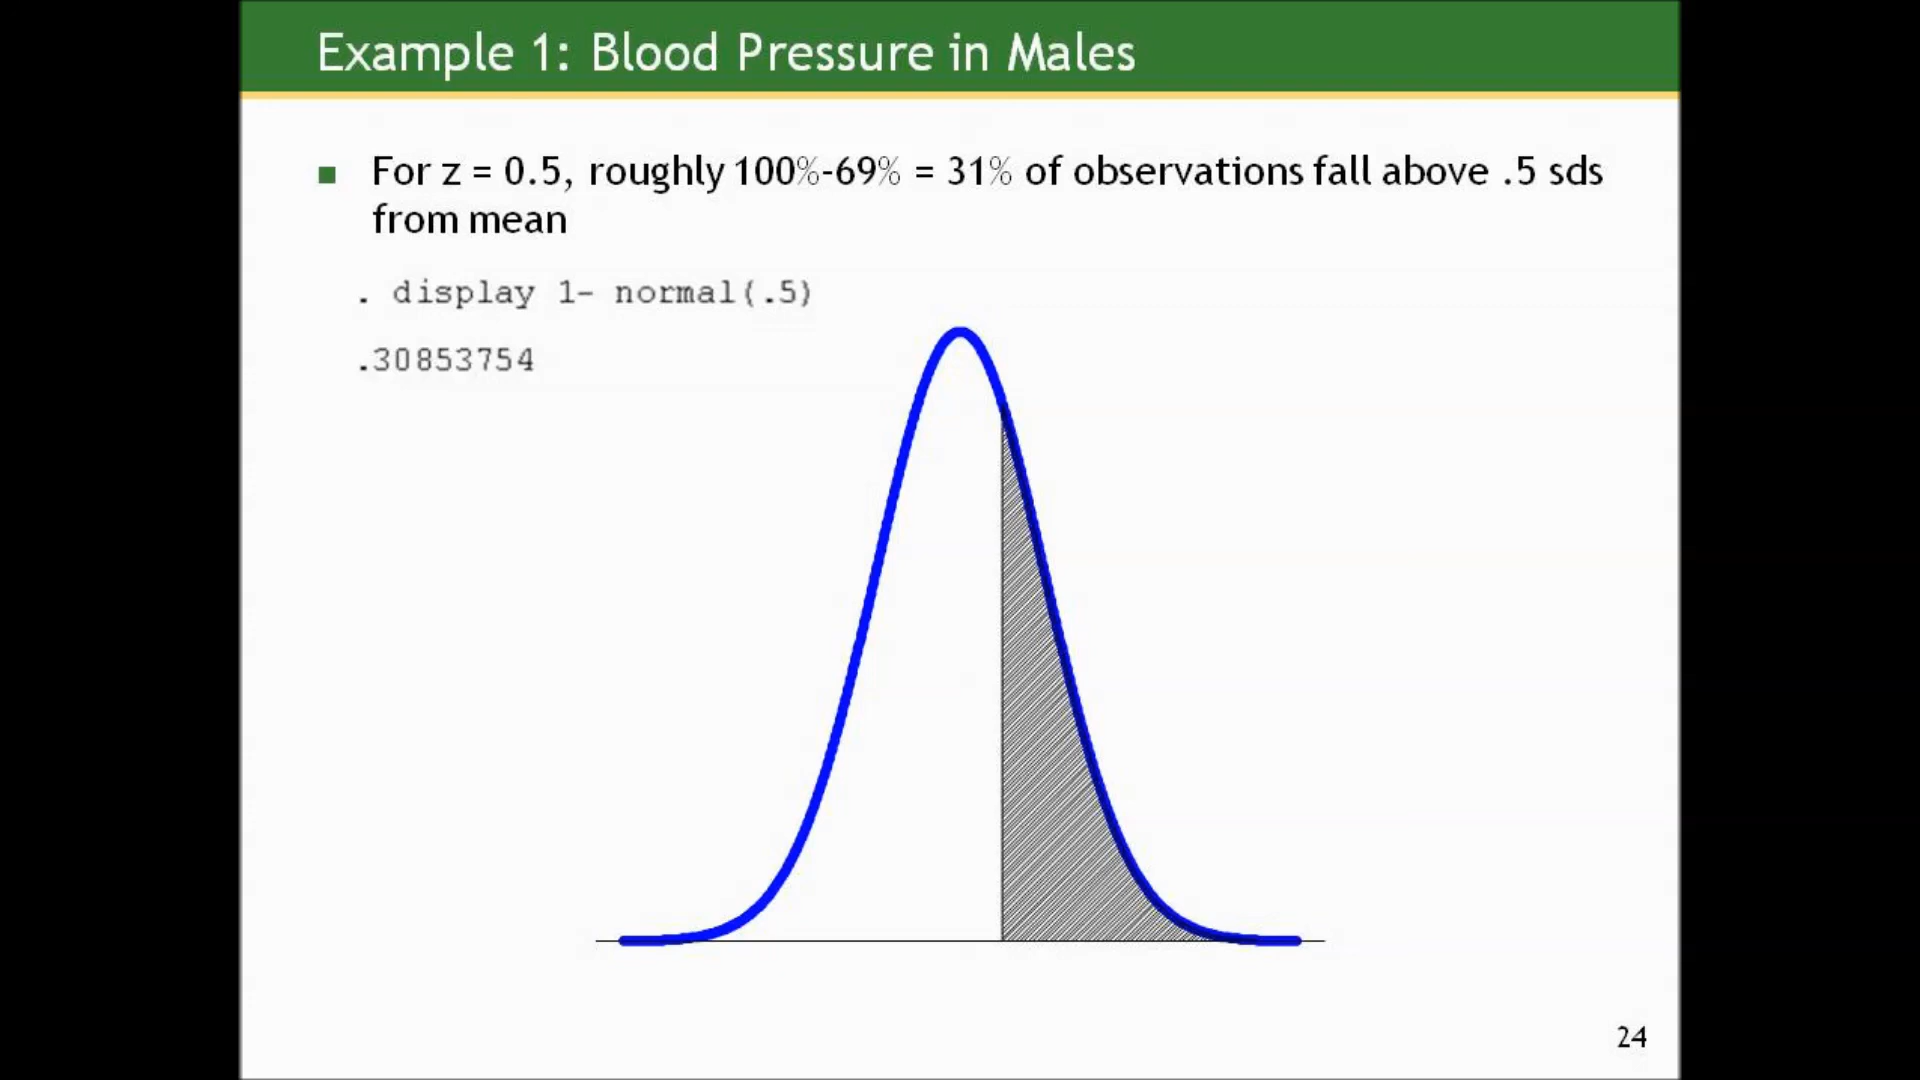 Example 1: Blood Pressure in Males
For z = 0.5, roughly 100%-69% = 31% of observations fall above .5 sds
from mean
. display 1- normal(.5)
.30853754
24